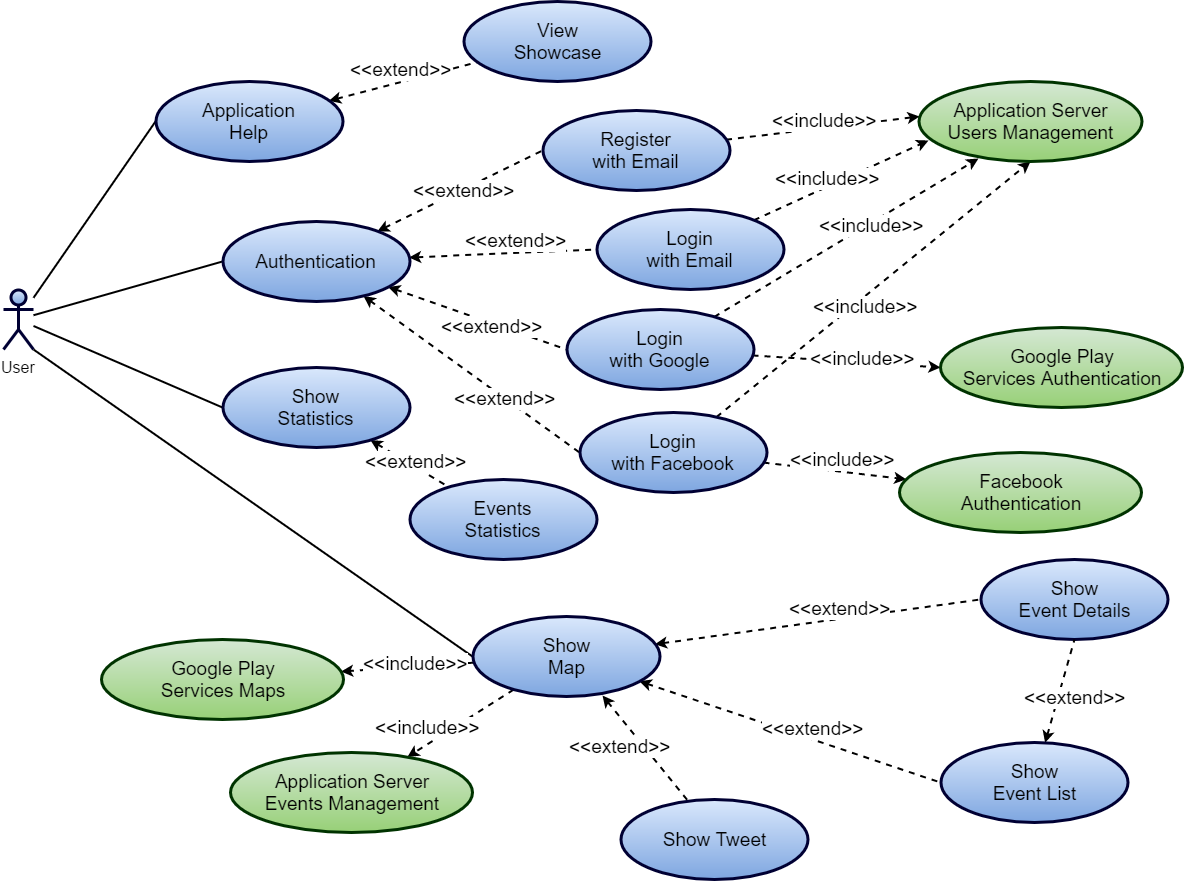 View
Showcase
<<extend>>
Application
Help
Application Server
Users Management
<<include>>
Register
with Email
<<extend>>
<<include>>
<<include>>
Login
with Email
<<extend>>
Authentication
<<include>>
<<extend>>
Login
with Google
<<include>>
Google Play
Services Authentication
User
Show
Statistics
<<extend>>
Login
with Facebook
<<include>>
<<extend>>
Facebook
Authentication
Events
Statistics
Show
Event Details
<<extend>>
Show
Map
<<include>>
Google Play
Services Maps
<<extend>>
<<include>>
<<extend>>
<<extend>>
Application Server
Events Management
Show
Event List
Show Tweet